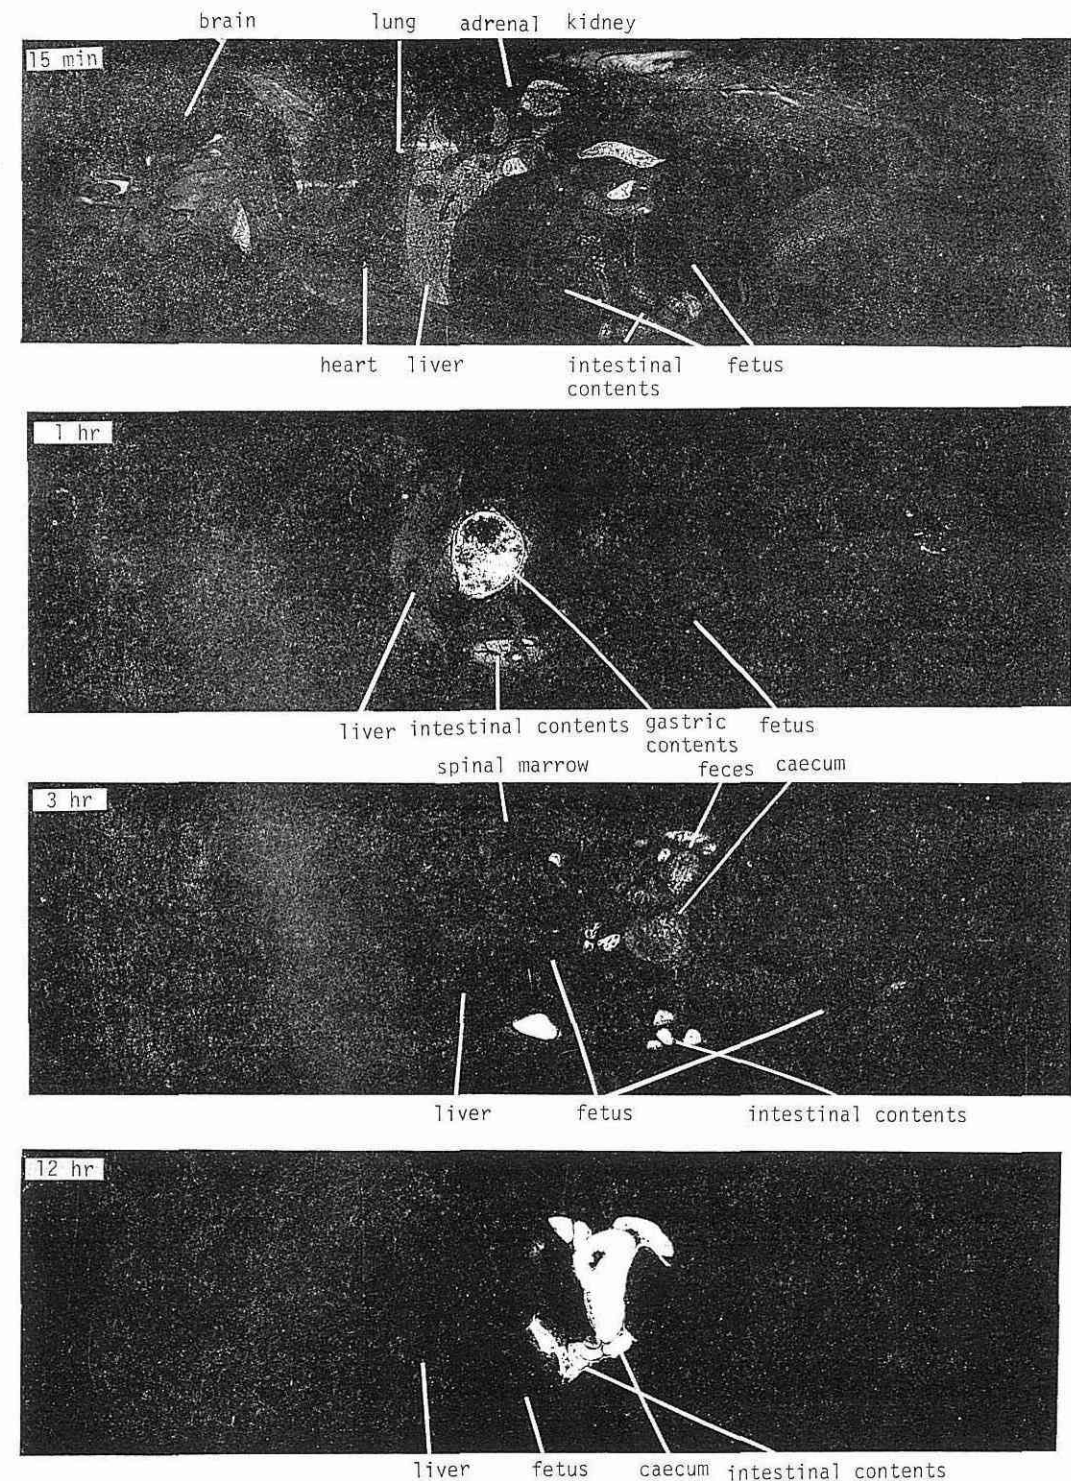 brain lung adrenal kidney
15 min
heart liver intestinal contents fetus
1 hr
liver intestinal contents gastric contents fetus
spinal marrow feces caecum
3 hr
liver fetus intestinal contents
12 hr
liver fetus caecum intestinal contents